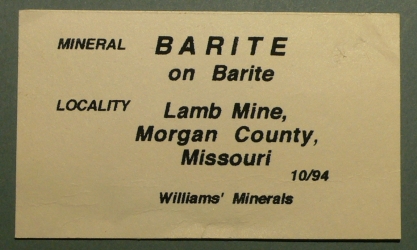 MINERAL BARITE
on Barite
LOCALITY Lamb Mine,
Morgan County,
Missouri
10/94
Williams' Minerals